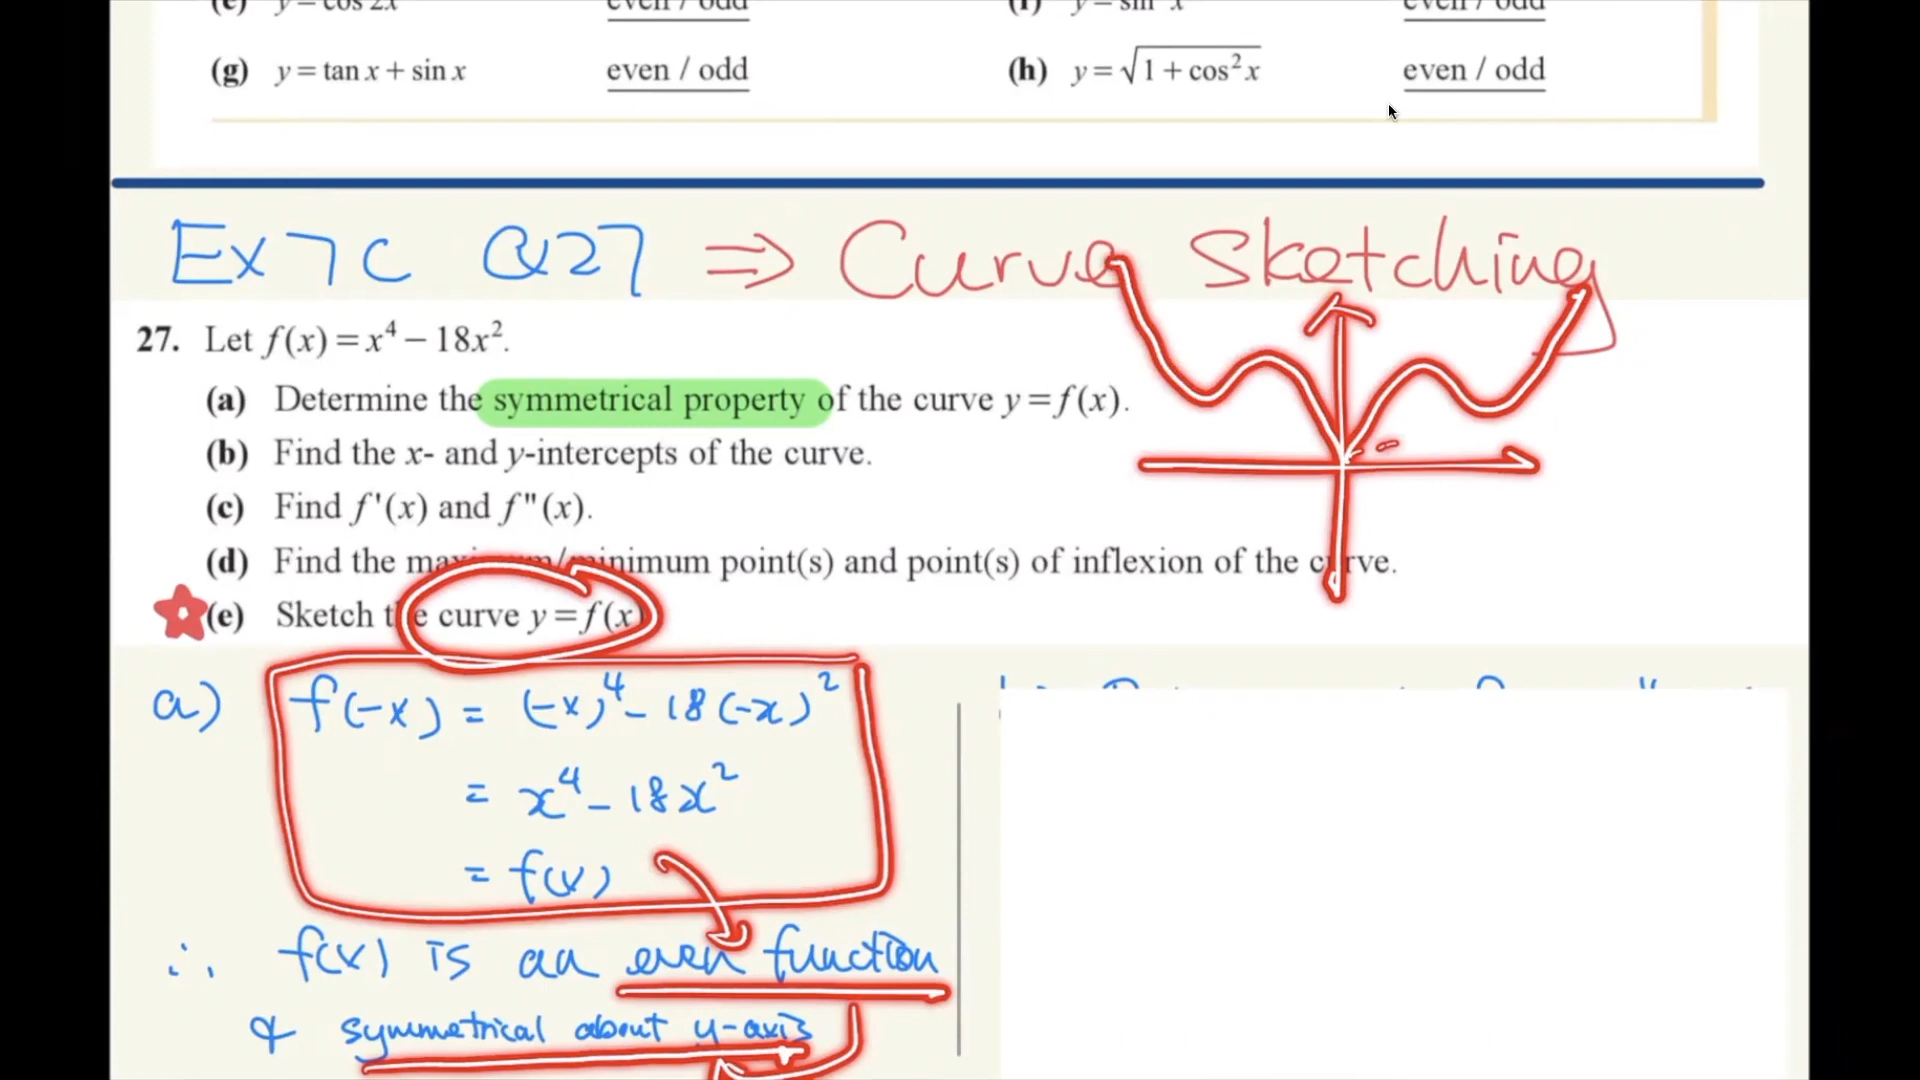 (g) y = tan x + sin x even / odd (h) y = √(1 + cos² x) even / odd
Ex 7C Q27 ⇒ Curve Sketching
27. Let f(x) = x⁴ − 18x².
(a) Determine the symmetrical property of the curve y = f(x).
(b) Find the x- and y-intercepts of the curve.
(c) Find f'(x) and f"(x).
(d) Find the maximum/minimum point(s) and point(s) of inflexion of the curve.
(e) Sketch the curve y = f(x)
a) f(-x) = (-x)⁴ - 18(-x)²
= x⁴ - 18x²
= f(x)
∴ f(x) is an even function
& symmetrical about y-axis